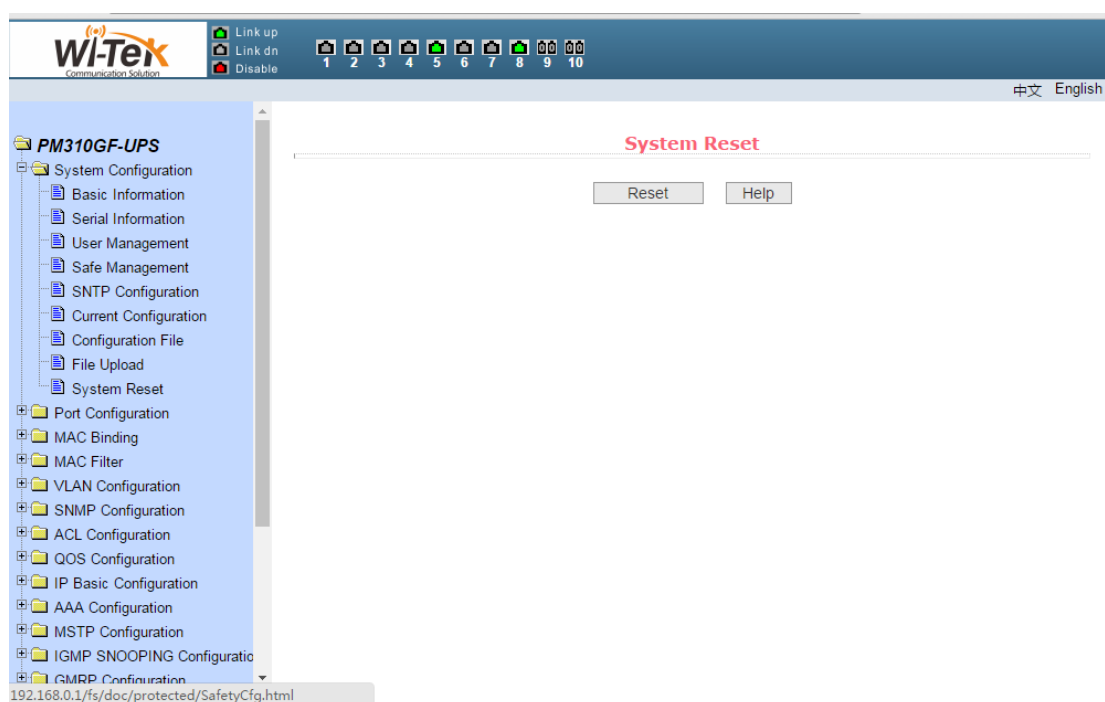 Wi-Tek
Communication Solution
Link up
Link dn
Disable
1 2 3 4 5 6 7 8 9 10
中文 English
PM310GF-UPS
System Configuration
Basic Information
Serial Information
User Management
Safe Management
SNTP Configuration
Current Configuration
Configuration File
File Upload
System Reset
Port Configuration
MAC Binding
MAC Filter
VLAN Configuration
SNMP Configuration
ACL Configuration
QOS Configuration
IP Basic Configuration
AAA Configuration
MSTP Configuration
IGMP SNOOPING Configuratio
GMRP Configuration
192.168.0.1/fs/doc/protected/SafetyCfg.html
System Reset
Reset Help